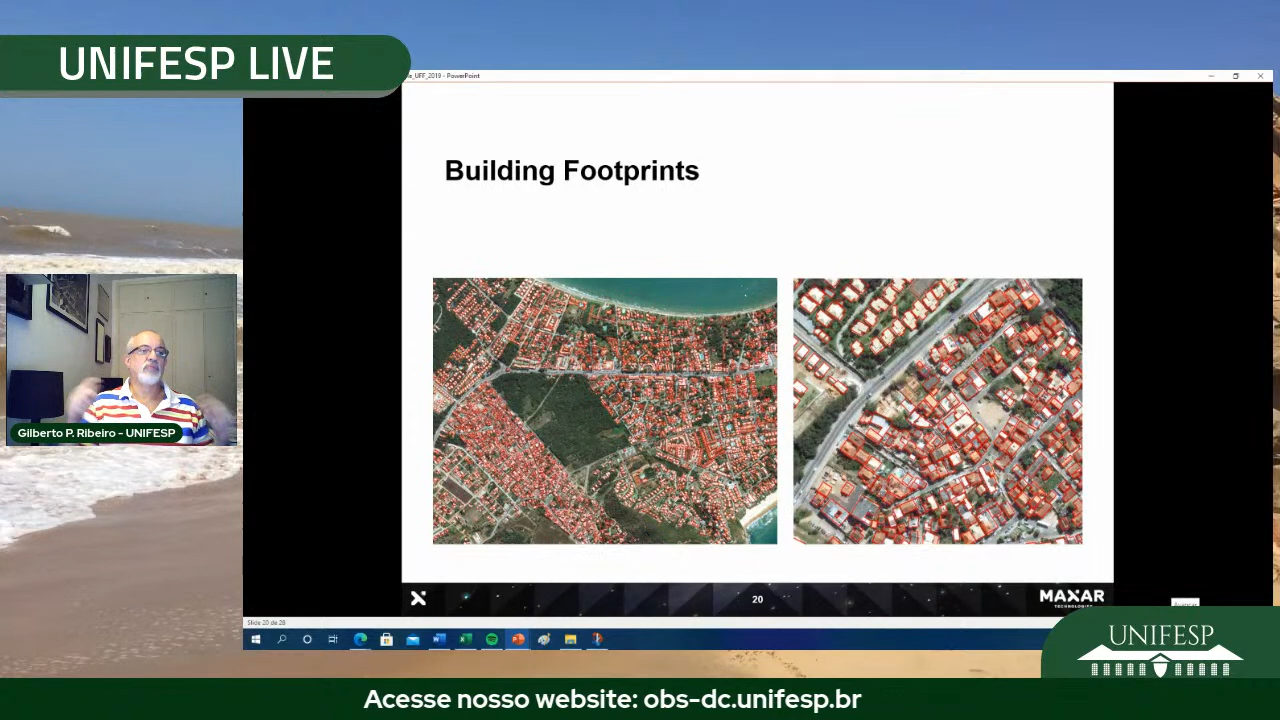 UNIFESP LIVE
_UFF_2019 - PowerPoint
Building Footprints
Gilberto P. Ribeiro - UNIFESP
20
MAXAR
TECHNOLOGIES
Slide 20 de 28
UNIFESP
Acesse nosso website: obs-dc.unifesp.br